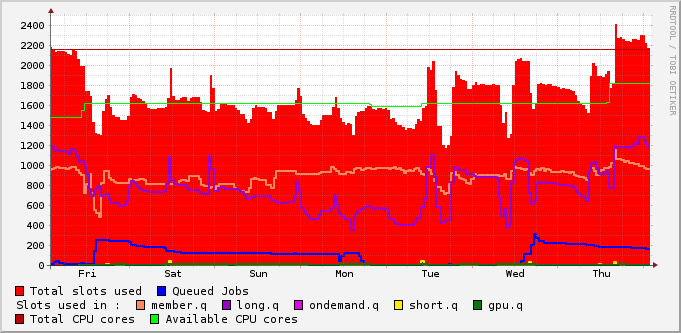 2400
2200
2000
1800
1600
1400
1200
1000
800
600
400
200
0
Fri Sat Sun Mon Tue Wed Thu
Total slots used Queued Jobs
Slots used in : member.q long.q ondemand.q short.q gpu.q
Total CPU cores Available CPU cores
RRDTOOL / TOBI OETIKER